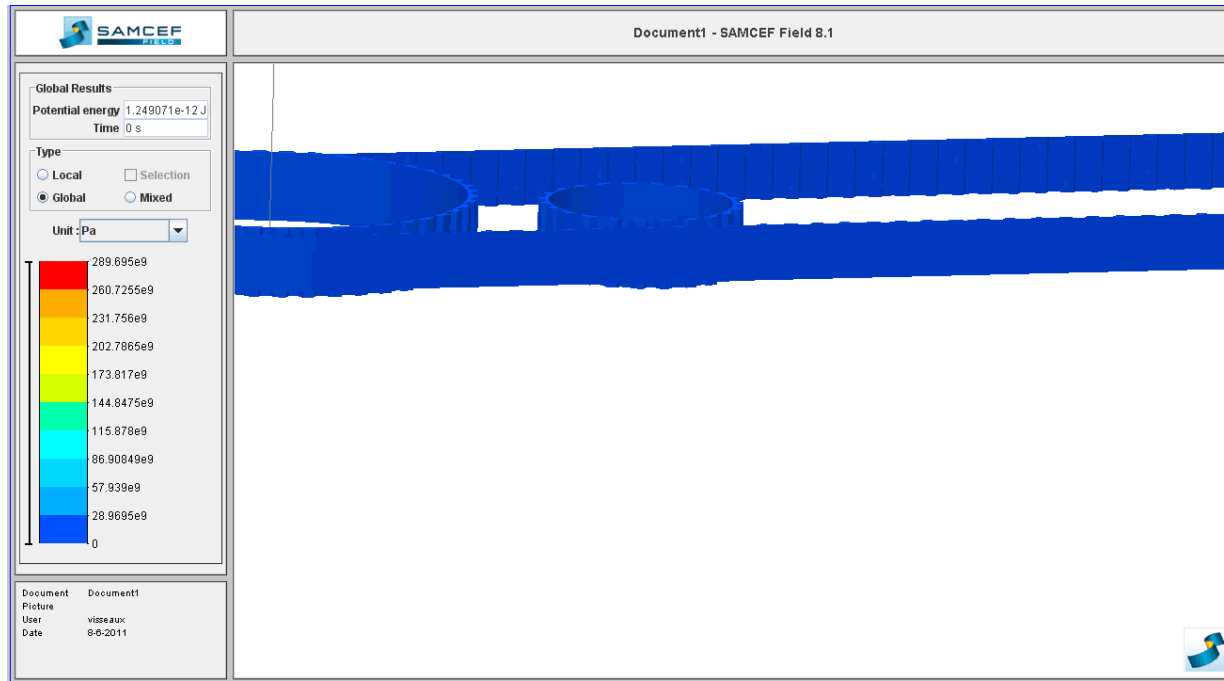 SAMCEF
FIELD
Document1 - SAMCEF Field 8.1
Global Results
Potential energy 1.249071e-12 J
Time 0 s
Type
Local Selection
Global Mixed
Unit : Pa
289.695e9
260.7255e9
231.756e9
202.7865e9
173.817e9
144.8475e9
115.878e9
86.90849e9
57.939e9
28.9695e9
0
Document Document1
Picture
User visseaux
Date 8-6-2011